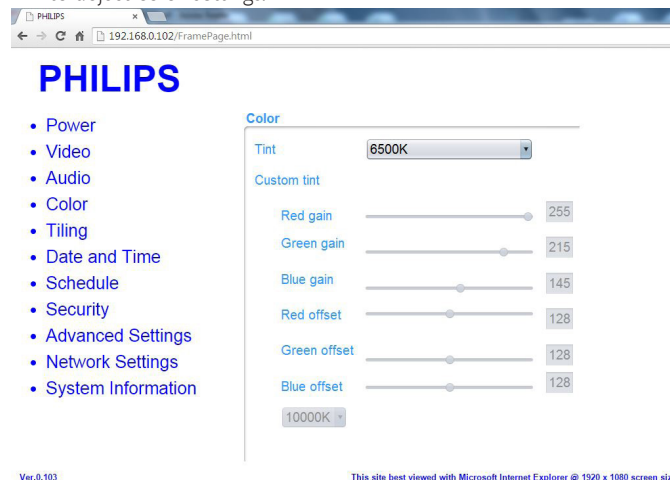 PHILIPS
192.168.0.102/FramePage.html
PHILIPS
Power
Video
Audio
Color
Tiling
Date and Time
Schedule
Security
Advanced Settings
Network Settings
System Information
Color
Tint 6500K
Custom tint
Red gain 255
Green gain 215
Blue gain 145
Red offset 128
Green offset 128
Blue offset 128
10000K
Ver.0.103
This site best viewed with Microsoft Internet Explorer @ 1920 x 1080 screen